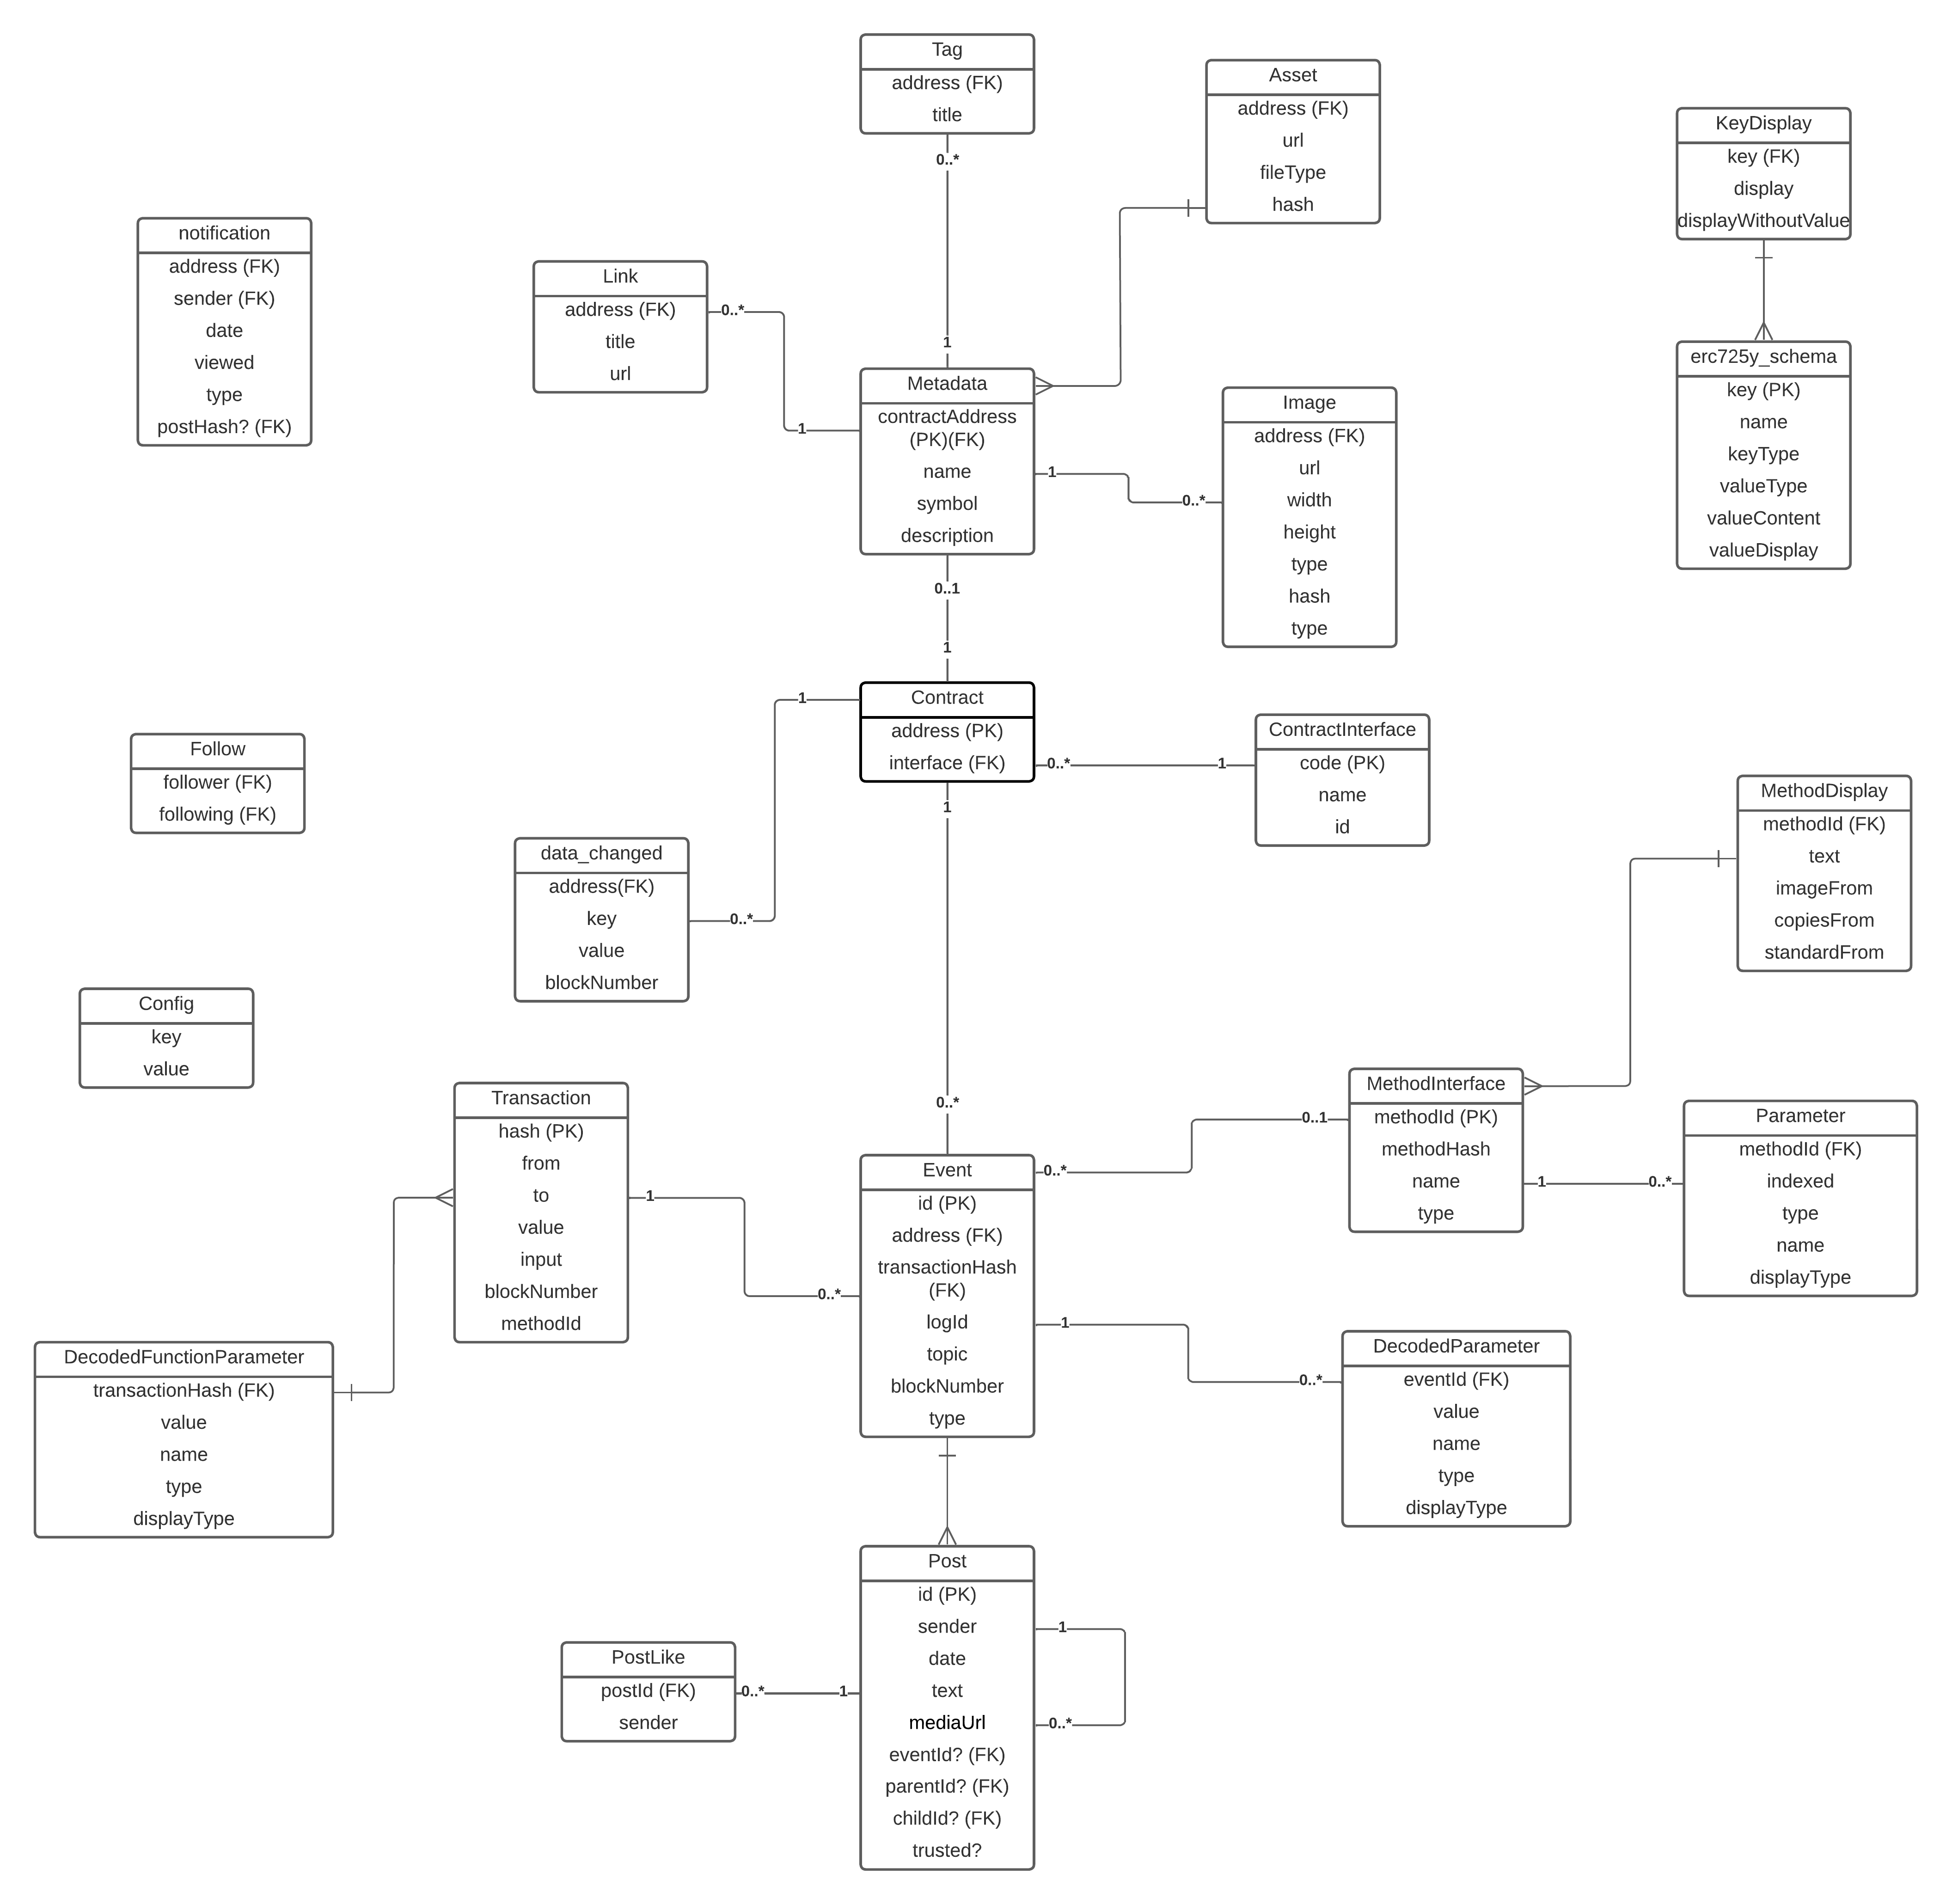 Tag
address (FK)
title
0..*
1
Asset
address (FK)
url
fileType
hash
KeyDisplay
key (FK)
display
displayWithoutValue
notification
address (FK)
sender (FK)
date
viewed
type
postHash? (FK)
Link
address (FK)
title
url
0..*
1
Metadata
contractAddress
(PK)(FK)
name
symbol
description
1
0..*
0..1
1
Image
address (FK)
url
width
height
type
hash
type
erc725y_schema
key (PK)
name
keyType
valueType
valueContent
valueDisplay
Follow
follower (FK)
following (FK)
1
Contract
address (PK)
interface (FK)
0..*
1
1
ContractInterface
code (PK)
name
id
MethodDisplay
methodId (FK)
text
imageFrom
copiesFrom
standardFrom
data_changed
address(FK)
key
value
blockNumber
0..*
Config
key
value
0..*
Transaction
hash (PK)
from
to
value
input
blockNumber
methodId
1
0..*
Event
id (PK)
address (FK)
transactionHash
(FK)
logId
topic
blockNumber
type
0..*
0..1
1
0..*
MethodInterface
methodId (PK)
methodHash
name
type
1
0..*
Parameter
methodId (FK)
indexed
type
name
displayType
DecodedFunctionParameter
transactionHash (FK)
value
name
type
displayType
DecodedParameter
eventId (FK)
value
name
type
displayType
PostLike
postId (FK)
sender
0..*
1
Post
id (PK)
sender
date
text
mediaUrl
eventId? (FK)
parentId? (FK)
childId? (FK)
trusted?
1
0..*